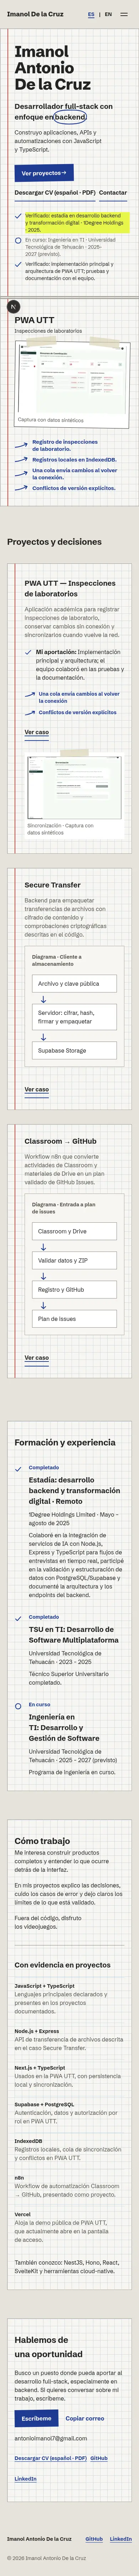 Imanol De la Cruz
ES | EN
Imanol
Antonio
De la Cruz
Desarrollador full-stack con
enfoque en backend.
Construyo aplicaciones, APIs y
automatizaciones con JavaScript
y TypeScript.
Ver proyectos→
Descargar CV (español · PDF) Contactar
Verificado: estadía en desarrollo backend
y transformación digital · 1Degree Holdings Limited
· 2025.
En curso: Ingeniería en TI · Universidad
Tecnológica de Tehuacán · 2025–
2027 (previsto).
Verificado: implementación principal y
arquitectura de PWA UTT; pruebas y
documentación con el equipo.
N
PWA UTT
Inspecciones de laboratorios
Captura con datos sintéticos
Registro de inspecciones
de laboratorio.
Registros locales en IndexedDB.
Una cola envía cambios al volver
la conexión.
Conflictos de versión explícitos.
Proyectos y decisiones
PWA UTT — Inspecciones
de laboratorios
Aplicación académica para registrar
inspecciones de laboratorio,
conservar cambios sin conexión y
sincronizarlos cuando vuelve la red.
Mi aportación: Implementación
principal y arquitectura; el
equipo colaboró en las pruebas y
la documentación.
Una cola envía cambios al volver
la conexión
Conflictos de versión explícitos
Ver caso
Sincronización · Captura con
datos sintéticos
Secure Transfer
Backend para empaquetar
transferencias de archivos con
cifrado de contenido y
comprobaciones criptográficas
descritas en el código.
Diagrama · Cliente a
almacenamiento
Archivo y clave pública
Servidor: cifrar, hash,
firmar y empaquetar
Supabase Storage
Ver caso
Classroom → GitHub
Workflow n8n que convierte
actividades de Classroom y
materiales de Drive en un plan
validado de GitHub Issues.
Diagrama · Entrada a plan
de issues
Classroom y Drive
Validar datos y ZIP
Registro y GitHub
Plan de issues
Ver caso
Formación y experiencia
Completado
Estadía: desarrollo
backend y transformación
digital · Remoto
1Degree Holdings Limited · Mayo –
agosto de 2025
Colaboré en la integración de
servicios de IA con Node.js,
Express y TypeScript para flujos de
entrevistas en tiempo real, participé
en la validación y estructuración de
datos con PostgreSQL/Supabase y
documenté la arquitectura y los
endpoints del backend.
Completado
TSU en TI: Desarrollo de
Software Multiplataforma
Universidad Tecnológica de
Tehuacán · 2023 – 2025
Técnico Superior Universitario
completado.
En curso
Ingeniería en
TI: Desarrollo y
Gestión de Software
Universidad Tecnológica de
Tehuacán · 2025 – 2027 (previsto)
Programa de ingeniería en curso.
Cómo trabajo
Me interesa construir productos
completos y entender lo que ocurre
detrás de la interfaz.
En mis proyectos explico las decisiones,
cuido los casos de error y dejo claros los
límites de lo que está validado.
Fuera del código, disfruto
los videojuegos.
Con evidencia en proyectos
JavaScript + TypeScript
Lenguajes principales declarados y
presentes en los proyectos
documentados.
Node.js + Express
API de transferencia de archivos descrita
en el caso Secure Transfer.
Next.js + TypeScript
Usados en la PWA UTT, con persistencia
local y sincronización.
Supabase + PostgreSQL
Autenticación, datos y autorización por
rol en PWA UTT.
IndexedDB
Registros locales, cola de sincronización
y conflictos en PWA UTT.
n8n
Workflow de automatización Classroom
→ GitHub, presentado como proyecto.
Vercel
Aloja la demo pública de PWA UTT,
que actualmente abre en la pantalla
de acceso.
También conozco: NestJS, Hono, React,
SvelteKit y herramientas cloud-native.
Hablemos de
una oportunidad
Busco un puesto donde pueda aportar al
desarrollo full-stack, especialmente en
backend. Si quieres conversar sobre mi
trabajo, escríbeme.
Escríbeme Copiar correo
antonioimanol7@gmail.com
Descargar CV (español · PDF) GitHub
LinkedIn
Imanol Antonio De la Cruz GitHub LinkedIn
© 2026 Imanol Antonio De la Cruz